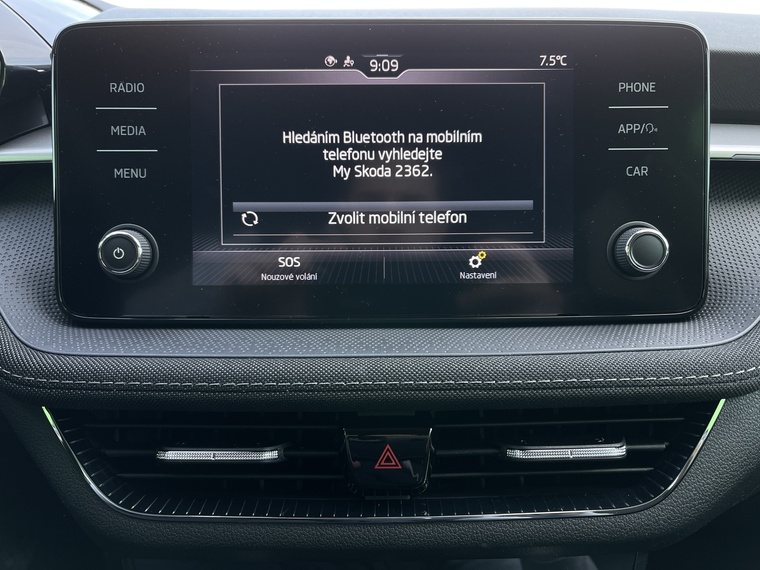 9:09
7.5°C
RADIO
MEDIA
MENU
Hledáním Bluetooth na mobilním
telefonu vyhledejte
My Skoda 2362.
Zvolit mobilní telefon
SOS
Nouzové volání
Nastavení
PHONE
APP/
CAR